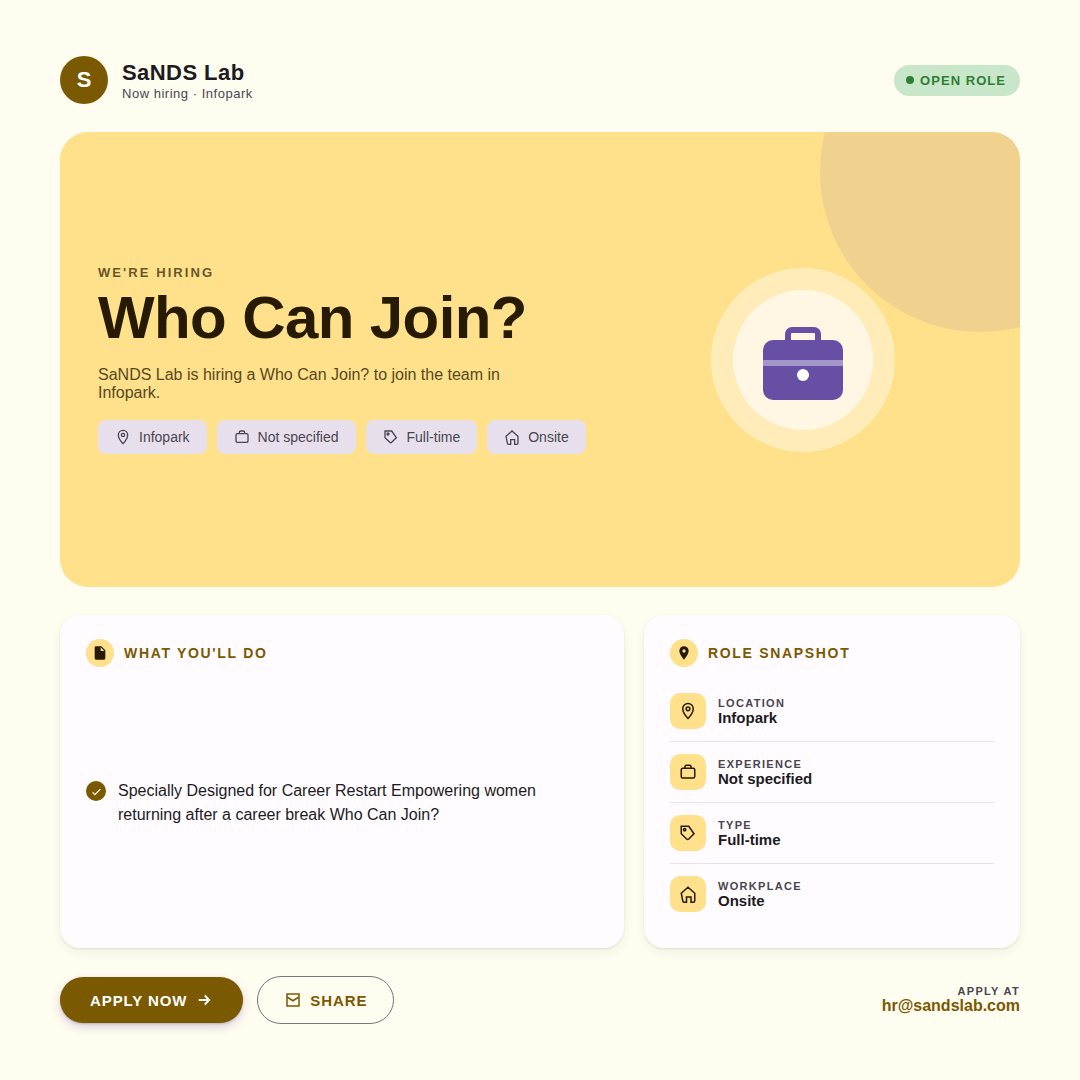 S
SaNDS Lab
Now hiring · Infopark
OPEN ROLE
WE'RE HIRING
Who Can Join?
SaNDS Lab is hiring a Who Can Join? to join the team in
Infopark.
Infopark
Not specified
Full-time
Onsite
WHAT YOU'LL DO
Specially Designed for Career Restart Empowering women
returning after a career break Who Can Join?
ROLE SNAPSHOT
LOCATION
Infopark
EXPERIENCE
Not specified
TYPE
Full-time
WORKPLACE
Onsite
APPLY NOW
SHARE
APPLY AT
hr@sandslab.com